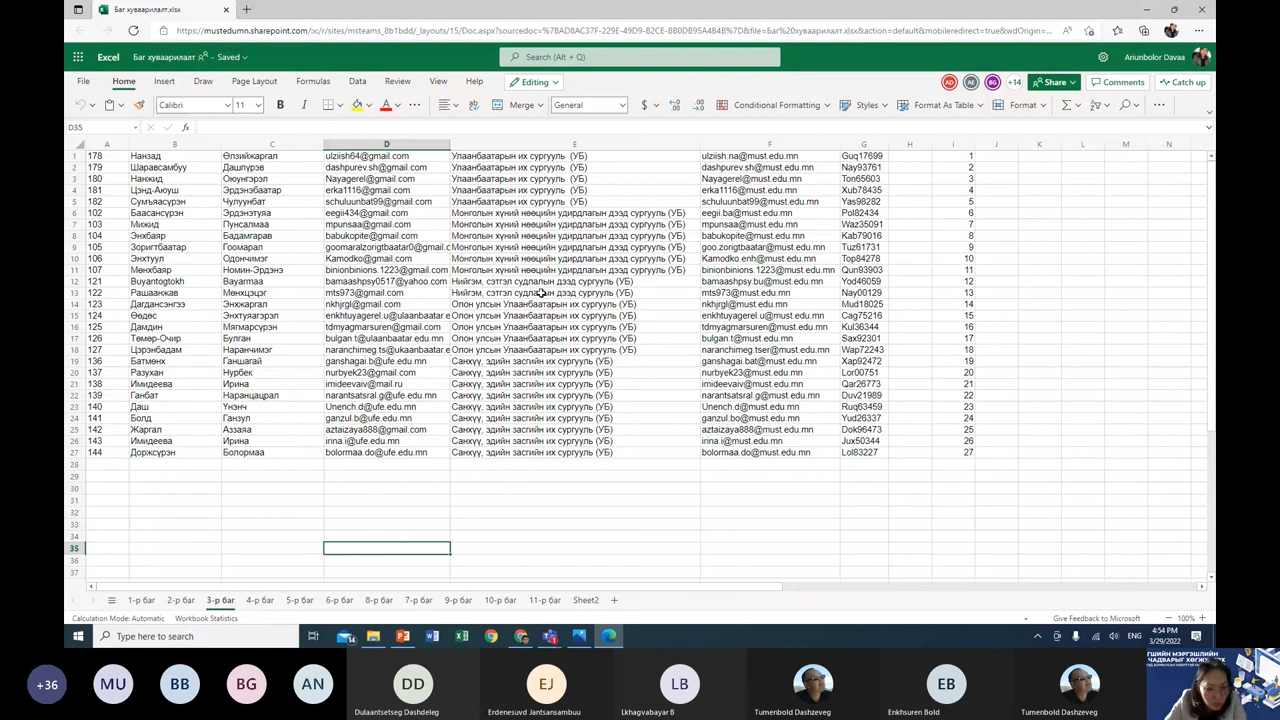 Баг хуваарилалт.xlsx
https://mustedumn.sharepoint.com/:x:/r/sites/msteams_8b1bdd/_layouts/15/Doc.aspx?sourcedoc=%7BAD8AC37F-229E-49D9-B2CE-BB0DB95A4B4B%7D&file=Баг%20хуваарилалт.xlsx&action=default&mobileredirect=true&wdOrigin=...
Excel Баг хуваарилалт - Saved Search (Alt + Q) Ariunbolor Davaa
File Home Insert Draw Page Layout Formulas Data Review View Help Editing AD AE BG +14 Share Comments Catch up
Calibri 11 B Merge General $ Conditional Formatting Styles Format As Table Format
D35 fx
A B C D E F G H I J K L M N
1 178 Нанзад Өлзийжаргал ulziish64@gmail.com Улаанбаатарын их сургууль (УБ) ulziish.na@must.edu.mn Guq17699 1
2 179 Шаравсамбуу Дашпүрэв dashpurev.sh@gmail.com Улаанбаатарын их сургууль (УБ) dashpurev.sh@must.edu.mn Nay93761 2
3 180 Нанжид Оюунгэрэл Nayagerel@gmail.com Улаанбаатарын их сургууль (УБ) Nayagerel@must.edu.mn Ton65603 3
4 181 Цэнд-Аюуш Эрдэнэбаатар erka1116@gmail.com Улаанбаатарын их сургууль (УБ) erka1116@must.edu.mn Xub78435 4
5 182 Сумъяасүрэн Чулуунбат schuluunbat99@gmail.com Улаанбаатарын их сургууль (УБ) schuluunbat99@must.edu.mn Yas98282 5
6 102 Баасансүрэн Эрдэнэтуяа eegii434@gmail.com Монголын хүний нөөцийн удирдлагын дээд сургууль (УБ) eegii.ba@must.edu.mn Pol82434 6
7 103 Мижид Пунсалмаа mpunsaa@gmail.com Монголын хүний нөөцийн удирдлагын дээд сургууль (УБ) mpunsaa@must.edu.mn Waz35091 7
8 104 Энхбаяр Бадамгарав babukopite@gmail.com Монголын хүний нөөцийн удирдлагын дээд сургууль (УБ) babukopite@must.edu.mn Kab79016 8
9 105 Зоригтбаатар Гоомарал goomaralzorigtbaatar0@gmail.c Монголын хүний нөөцийн удирдлагын дээд сургууль (УБ) goo.zorigtbaatar@must.edu.mn Tuz61731 9
10 106 Энхтуул Одончимэг Kamodko@gmail.com Монголын хүний нөөцийн удирдлагын дээд сургууль (УБ) Kamodko.enh@must.edu.mn Top84278 10
11 107 Мөнхбаяр Номин-Эрдэнэ binionbinions.1223@gmail.com Монголын хүний нөөцийн удирдлагын дээд сургууль (УБ) binionbinions.1223@must.edu.mn Qun93903 11
12 121 Buyantogtokh Bayarmaa bamaashpsy0517@yahoo.com Нийгэм, сэтгэл судлалын дээд сургууль (УБ) bamaashpsy.bu@must.edu.mn Yod46059 12
13 122 Рашаанжав Мөнхцэцэг mts973@gmail.com Нийгэм, сэтгэл судлалын дээд сургууль (УБ) mts973@must.edu.mn Nay00129 13
14 123 Дагдансэнгээ Энхжаргал nkhjrgl@gmail.com Олон улсын Улаанбаатарын их сургууль (УБ) nkhjrgl@must.edu.mn Mud18025 14
15 124 Өөдөс Энхтуяагэрэл enkhtuyagerel.u@ulaanbaatar.e Олон улсын Улаанбаатарын их сургууль (УБ) enkhtuyagerel.u@must.edu.mn Cag75216 15
16 125 Дамдин Мягмарсүрэн tdmyagmarsuren@gmail.com Олон улсын Улаанбаатарын их сургууль (УБ) tdmyagmarsuren@must.edu.mn Kul36344 16
17 126 Төмөр-Очир Булган bulgan.t@ulaanbaatar.edu.mn Олон улсын Улаанбаатарын их сургууль (УБ) bulgan.t@must.edu.mn Sax92301 17
18 127 Цэрэнбадам Наранчимэг naranchimeg.ts@ukaanbaatar.e Олон улсын Улаанбаатарын их сургууль (УБ) naranchimeg.tser@must.edu.mn Wap72243 18
19 136 Батмөнх Ганшагай ganshagai.b@ufe.edu.mn Санхүү, эдийн засгийн их сургууль (УБ) ganshagai.bat@must.edu.mn Xap92472 19
20 137 Разухан Нурбек nurbyek23@gmail.com Санхүү, эдийн засгийн их сургууль (УБ) nurbyek23@must.edu.mn Lor00751 20
21 138 Имидеева Ирина imideevaiv@mail.ru Санхүү, эдийн засгийн их сургууль (УБ) imideevaiv@must.edu.mn Qar26773 21
22 139 Ганбат Наранцацрал narantsatsral.g@ufe.edu.mn Санхүү, эдийн засгийн их сургууль (УБ) narantsatsral.g@must.edu.mn Duv21989 22
23 140 Даш Үнэнч Unench.d@ufe.edu.mn Санхүү, эдийн засгийн их сургууль (УБ) Unench.d@must.edu.mn Ruq63459 23
24 141 Болд Ганзул ganzul.b@ufe.edu.mn Санхүү, эдийн засгийн их сургууль (УБ) ganzul.bo@must.edu.mn Vud26337 24
25 142 Жаргал Аззаяа aztaizaya888@gmail.com Санхүү, эдийн засгийн их сургууль (УБ) aztaizaya888@must.edu.mn Dok96473 25
26 143 Имидеева Ирина irina.i@ufe.edu.mn Санхүү, эдийн засгийн их сургууль (УБ) irina.i@must.edu.mn Jux50344 26
27 144 Доржсүрэн Болормаа bolormaa.do@ufe.edu.mn Санхүү, эдийн засгийн их сургууль (УБ) bolormaa.do@must.edu.mn Lol83227 27
28
29
30
31
32
33
34
35
36
37
1-р баг 2-р баг 3-р баг 4-р баг 5-р баг 6-р баг 8-р баг 7-р баг 9-р баг 10-р баг 11-р баг Sheet2
Calculation Mode: Automatic Workbook Statistics Give Feedback to Microsoft 100%
Type here to search ENG 4:54 PM
3/29/2022
+36 MU BB BG AN DD EJ LB EB
Dulaantsetseg Dashdeleg Erdenesuvd Jantsansambuu Lkhagvabayar B Tumenbold Dashzeveg Enkhsuren Bold Tumenbold Dashzeveg